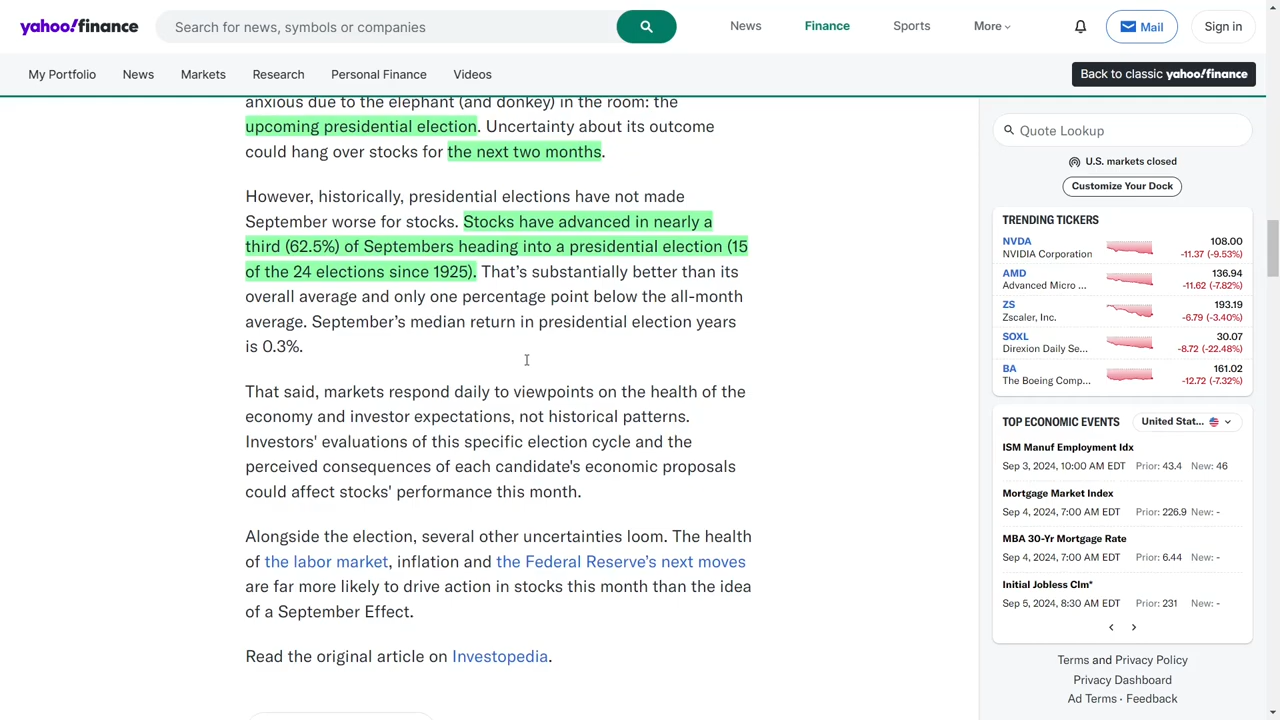 yahoo!finance
Search for news, symbols or companies
News
Finance
Sports
More
Mail
Sign in
My Portfolio
News
Markets
Research
Personal Finance
Videos
Back to classic yahoo!finance
anxious due to the elephant (and donkey) in the room: the
upcoming presidential election. Uncertainty about its outcome
could hang over stocks for the next two months.
However, historically, presidential elections have not made
September worse for stocks. Stocks have advanced in nearly a
third (62.5%) of Septembers heading into a presidential election (15
of the 24 elections since 1925). That's substantially better than its
overall average and only one percentage point below the all-month
average. September's median return in presidential election years
is 0.3%.
That said, markets respond daily to viewpoints on the health of the
economy and investor expectations, not historical patterns.
Investors' evaluations of this specific election cycle and the
perceived consequences of each candidate's economic proposals
could affect stocks' performance this month.
Alongside the election, several other uncertainties loom. The health
of the labor market, inflation and the Federal Reserve's next moves
are far more likely to drive action in stocks this month than the idea
of a September Effect.
Read the original article on Investopedia.
Quote Lookup
U.S. markets closed
Customize Your Dock
TRENDING TICKERS
NVDA 108.00
NVIDIA Corporation -11.37 (-9.53%)
AMD 136.94
Advanced Micro ... -11.62 (-7.82%)
ZS 193.19
Zscaler, Inc. -6.79 (-3.40%)
SOXL 30.07
Direxion Daily Se... -8.72 (-22.48%)
BA 161.02
The Boeing Comp... -12.72 (-7.32%)
TOP ECONOMIC EVENTS United Stat...
ISM Manuf Employment Idx
Sep 3, 2024, 10:00 AM EDT Prior: 43.4 New: 46
Mortgage Market Index
Sep 4, 2024, 7:00 AM EDT Prior: 226.9 New: -
MBA 30-Yr Mortgage Rate
Sep 4, 2024, 7:00 AM EDT Prior: 6.44 New: -
Initial Jobless Clm*
Sep 5, 2024, 8:30 AM EDT Prior: 231 New: -
Terms and Privacy Policy
Privacy Dashboard
Ad Terms · Feedback